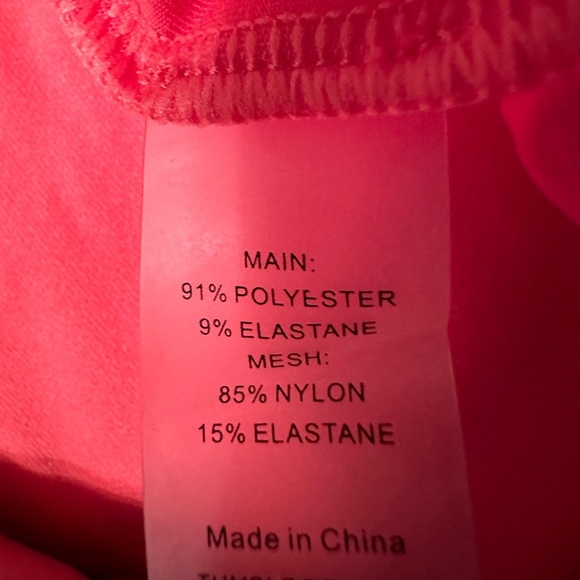 MAIN:
91% POLYESTER
9% ELASTANE
MESH:
85% NYLON
15% ELASTANE
Made in China